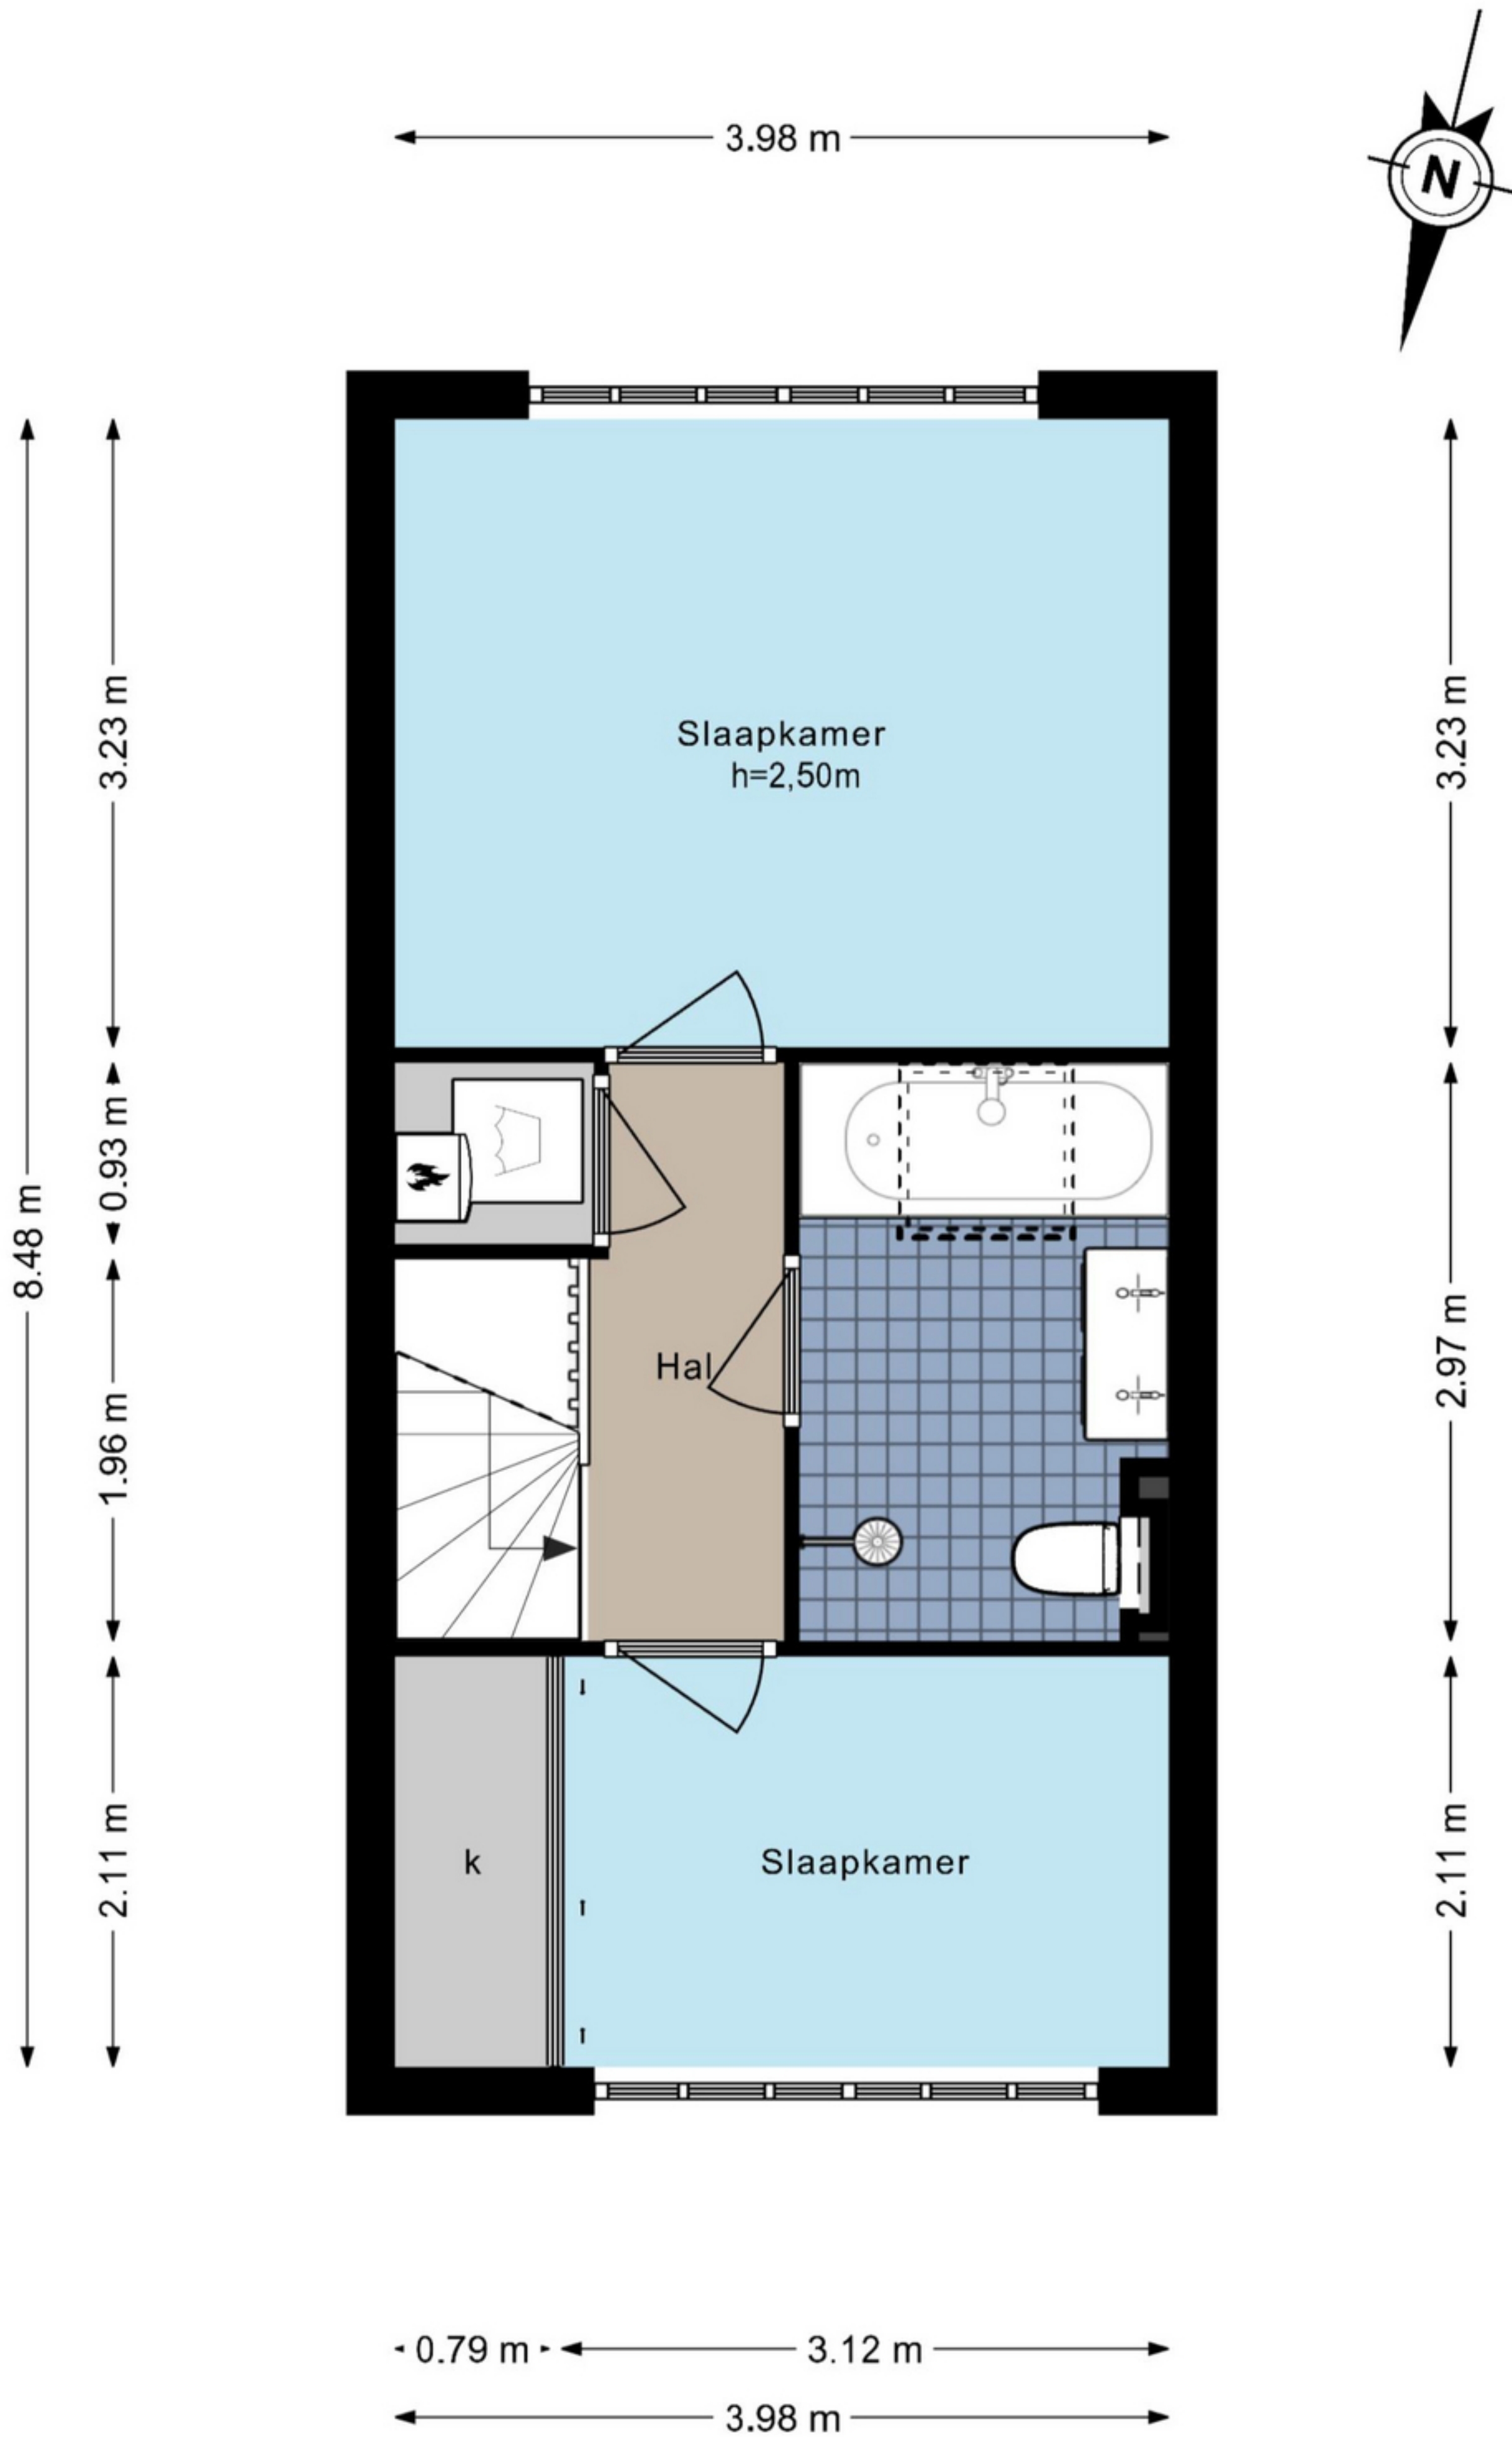 N
3.98 m
Slaapkamer
h=2,50m
3.23 m
3.23 m
0.93 m
8.48 m
2.97 m
Hal
1.96 m
2.11 m
k
Slaapkamer
2.11 m
0.79 m
3.12 m
3.98 m